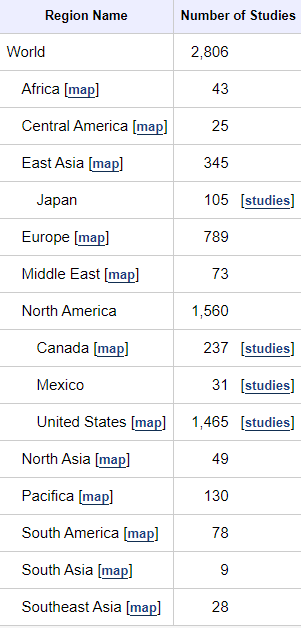 Region Name Number of Studies
World 2,806
Africa [map] 43
Central America [map] 25
East Asia [map] 345
Japan 105 [studies]
Europe [map] 789
Middle East [map] 73
North America 1,560
Canada [map] 237 [studies]
Mexico 31 [studies]
United States [map] 1,465 [studies]
North Asia [map] 49
Pacifica [map] 130
South America [map] 78
South Asia [map] 9
Southeast Asia [map] 28